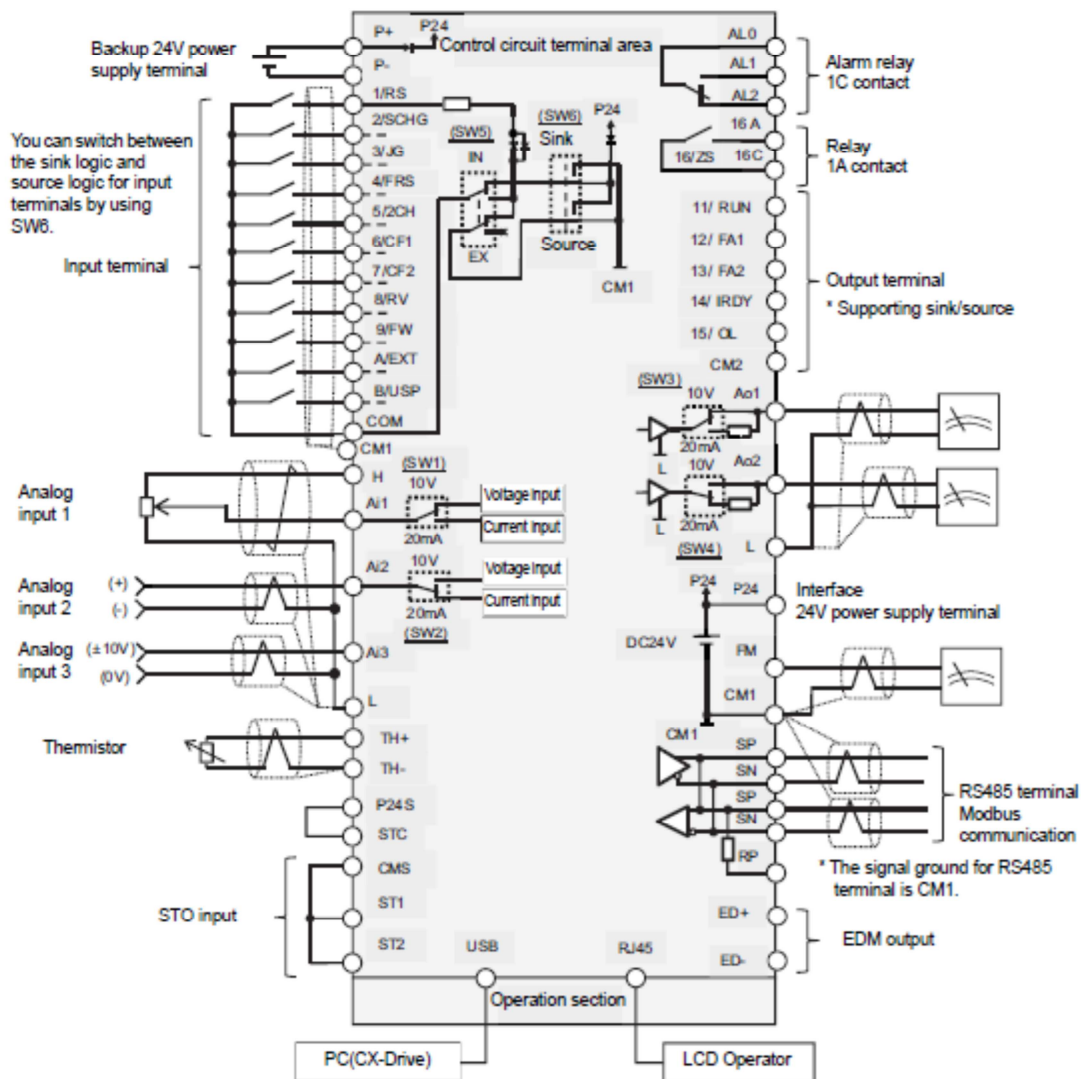 P+
P24
Control circuit terminal area
AL0
Backup 24V power
supply terminal
P-
AL1
Alarm relay
1C contact
AL2
1/RS
2/SCHG
(SW5)
(SW6)
P24
16A
Sink
16/ZS
16C
Relay
1A contact
You can switch between
the sink logic and
source logic for input
terminals by using
SW6.
3/JG
IN
4/FRS
5/2CH
11/ RUN
Input terminal
6/CF1
EX
Source
12/ FA1
7/CF2
CM1
13/ FA2
Output terminal
* Supporting sink/source
8/RV
14/ IRDY
9/FW
15/ OL
A/EXT
CM2
B/USP
(SW3)
10V
Ao1
COM
20mA
CM1
L
10V
Ao2
H
(SW1)
10V
Voltage Input
Analog
input 1
Ai1
Current Input
L
20mA
20mA
(SW4)
L
Ai2
10V
Voltage Input
Analog
input 2
(+)
(-)
Current Input
20mA
(SW2)
P24
P24
Interface
24V power supply terminal
Analog
input 3
(±10V)
(0V)
Ai3
DC24V
FM
L
CM1
Thermistor
TH+
CM1
SP
TH-
SN
RS485 terminal
Modbus
communication
P24S
SP
STC
SN
RP
* The signal ground for RS485
terminal is CM1.
CMS
STO input
ST1
ED+
EDM output
ST2
USB
RJ45
ED-
Operation section
PC(CX-Drive)
LCD Operator